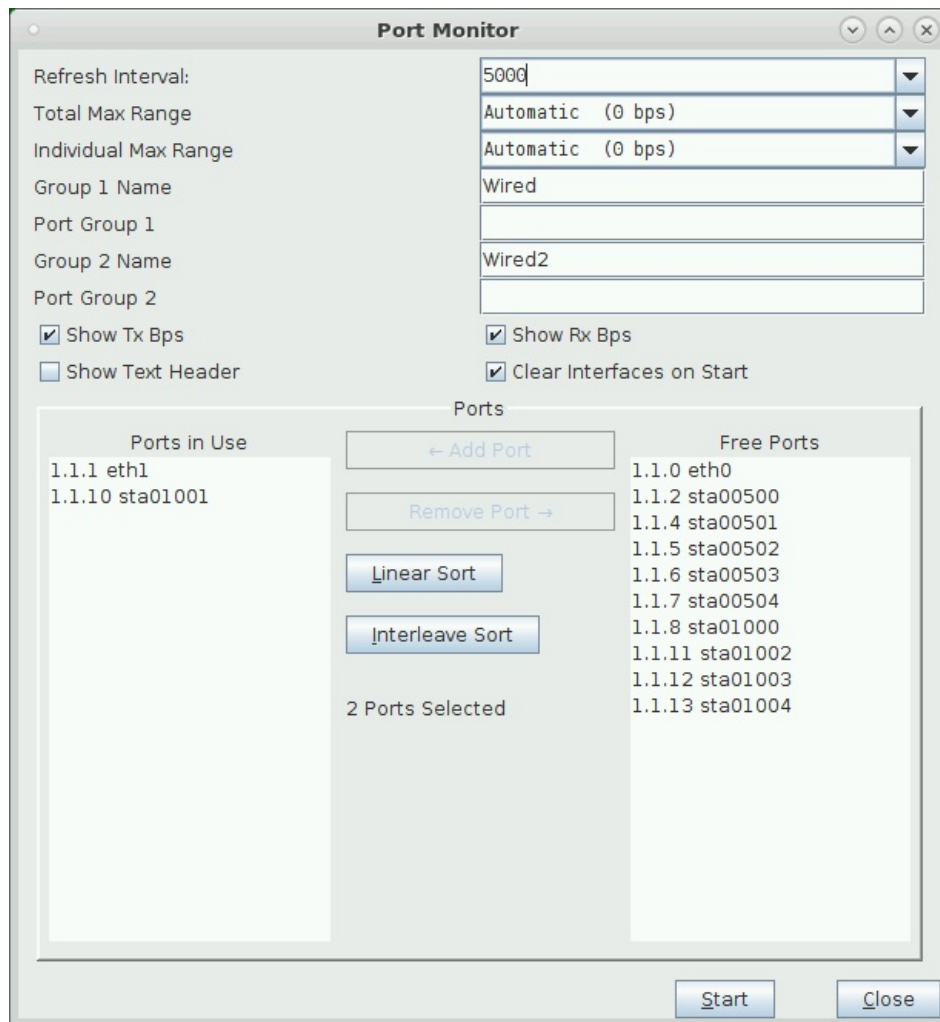 Port Monitor
Refresh Interval: 5000
Total Max Range Automatic (0 bps)
Individual Max Range Automatic (0 bps)
Group 1 Name Wired
Port Group 1
Group 2 Name Wired2
Port Group 2
Show Tx Bps Show Rx Bps
Show Text Header Clear Interfaces on Start
Ports
Ports in Use
1.1.1 eth1
1.1.10 sta01001
← Add Port
Remove Port →
Linear Sort
Interleave Sort
2 Ports Selected
Free Ports
1.1.0 eth0
1.1.2 sta00500
1.1.4 sta00501
1.1.5 sta00502
1.1.6 sta00503
1.1.7 sta00504
1.1.8 sta01000
1.1.11 sta01002
1.1.12 sta01003
1.1.13 sta01004
Start Close